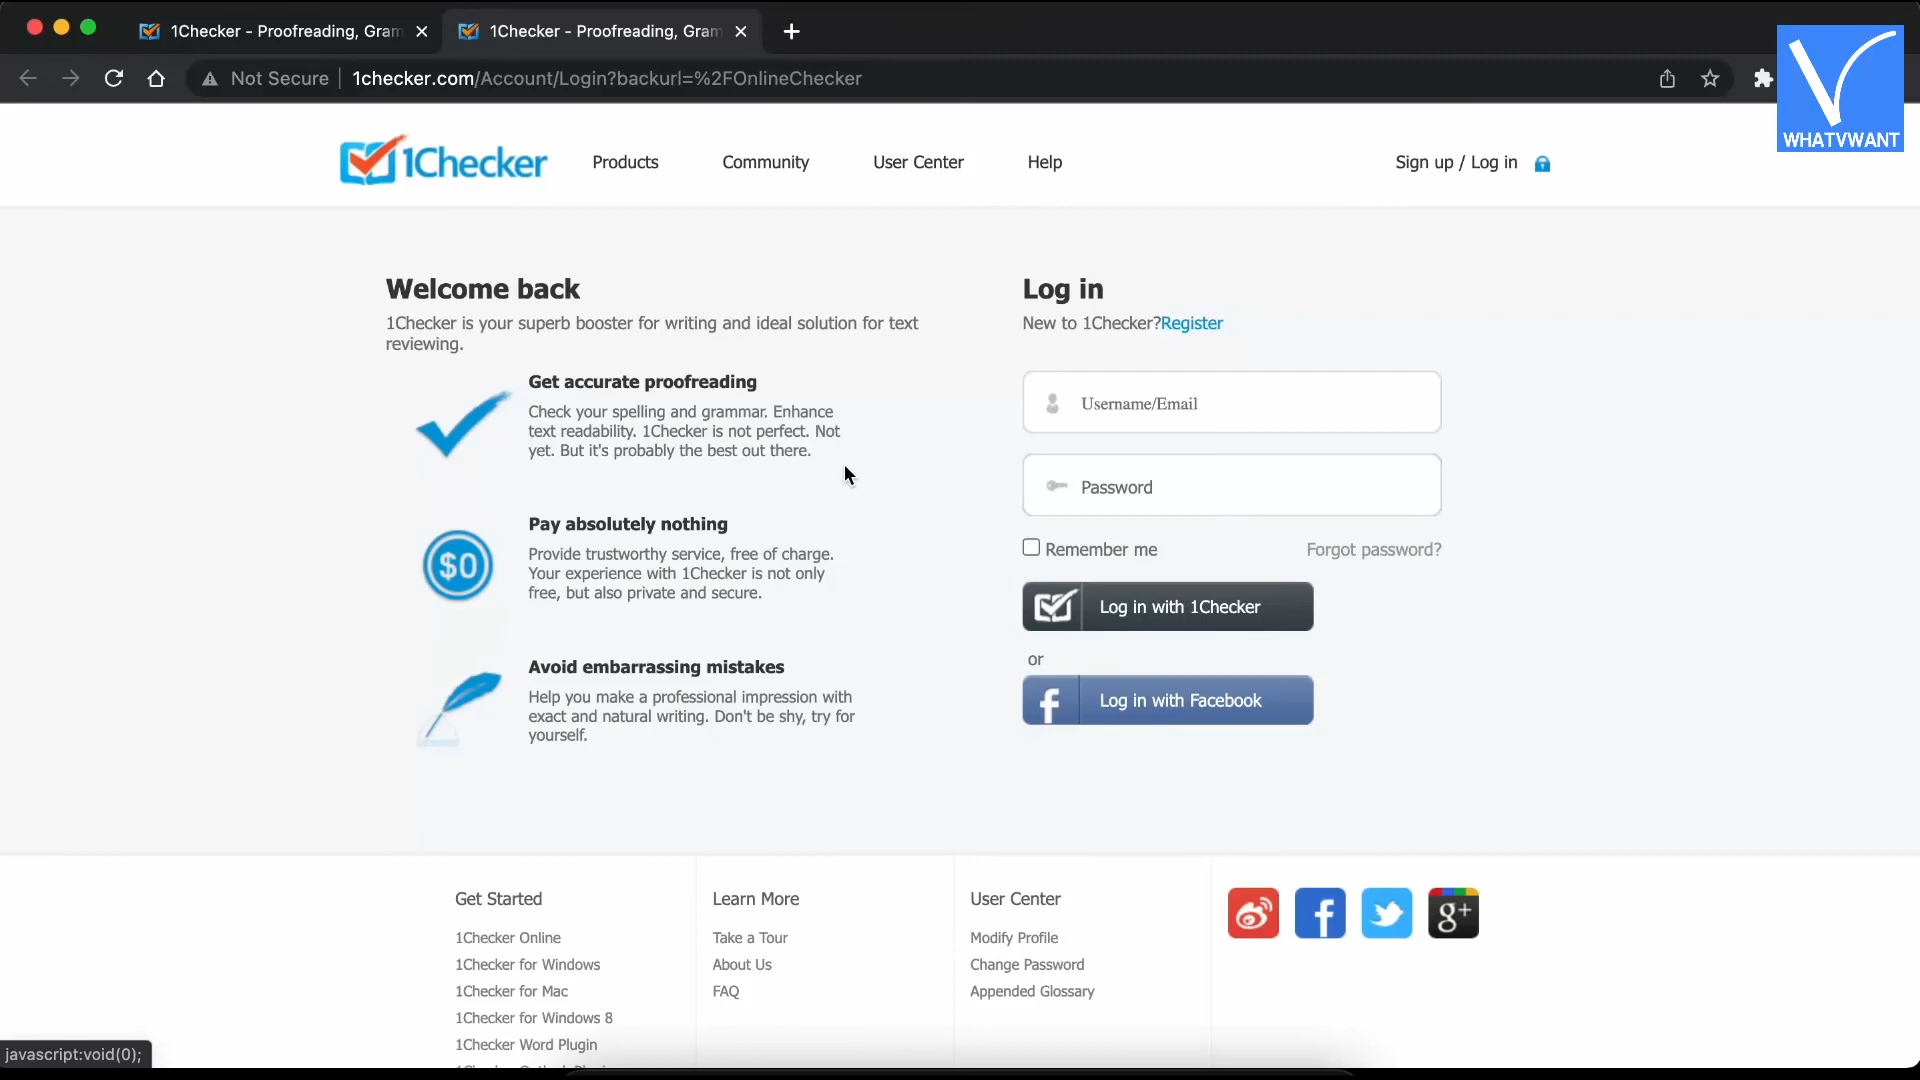 1Checker - Proofreading, Gram
1Checker - Proofreading, Gram
Not Secure
1checker.com/Account/Login?backurl=%2FOnlineChecker
WHATVWANT
1Checker
Products
Community
User Center
Help
Sign up / Log in
Welcome back
1Checker is your superb booster for writing and ideal solution for text
reviewing.
Get accurate proofreading
Check your spelling and grammar. Enhance
text readability. 1Checker is not perfect. Not
yet. But it's probably the best out there.
$0
Pay absolutely nothing
Provide trustworthy service, free of charge.
Your experience with 1Checker is not only
free, but also private and secure.
Avoid embarrassing mistakes
Help you make a professional impression with
exact and natural writing. Don't be shy, try for
yourself.
Log in
New to 1Checker?Register
Username/Email
Password
Remember me
Forgot password?
Log in with 1Checker
or
f
Log in with Facebook
Get Started
1Checker Online
1Checker for Windows
1Checker for Mac
1Checker for Windows 8
1Checker Word Plugin
Learn More
Take a Tour
About Us
FAQ
User Center
Modify Profile
Change Password
Appended Glossary
f
g+
javascript:void(0);